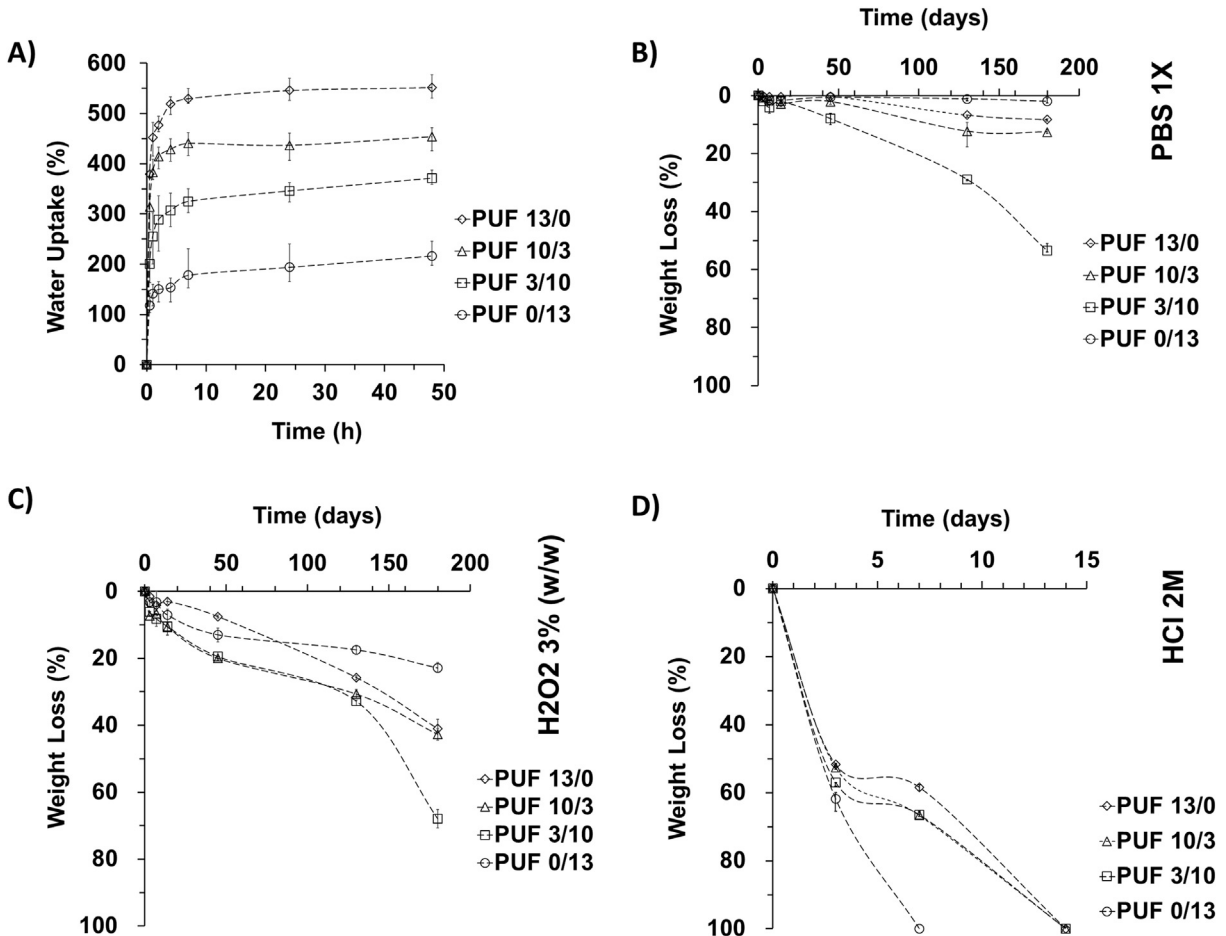 A)
600
500
400
300
200
100
0
Water Uptake (%)
0 10 20 30 40 50
Time (h)
PUF 13/0
PUF 10/3
PUF 3/10
PUF 0/13
B)
Time (days)
0 50 100 150 200
0
20
40
60
80
100
Weight Loss (%)
PUF 13/0
PUF 10/3
PUF 3/10
PUF 0/13
PBS 1X
C)
Time (days)
0 50 100 150 200
0
20
40
60
80
100
Weight Loss (%)
PUF 13/0
PUF 10/3
PUF 3/10
PUF 0/13
H2O2 3% (w/w)
D)
Time (days)
0 5 10 15
0
20
40
60
80
100
Weight Loss (%)
PUF 13/0
PUF 10/3
PUF 3/10
PUF 0/13
HCl 2M